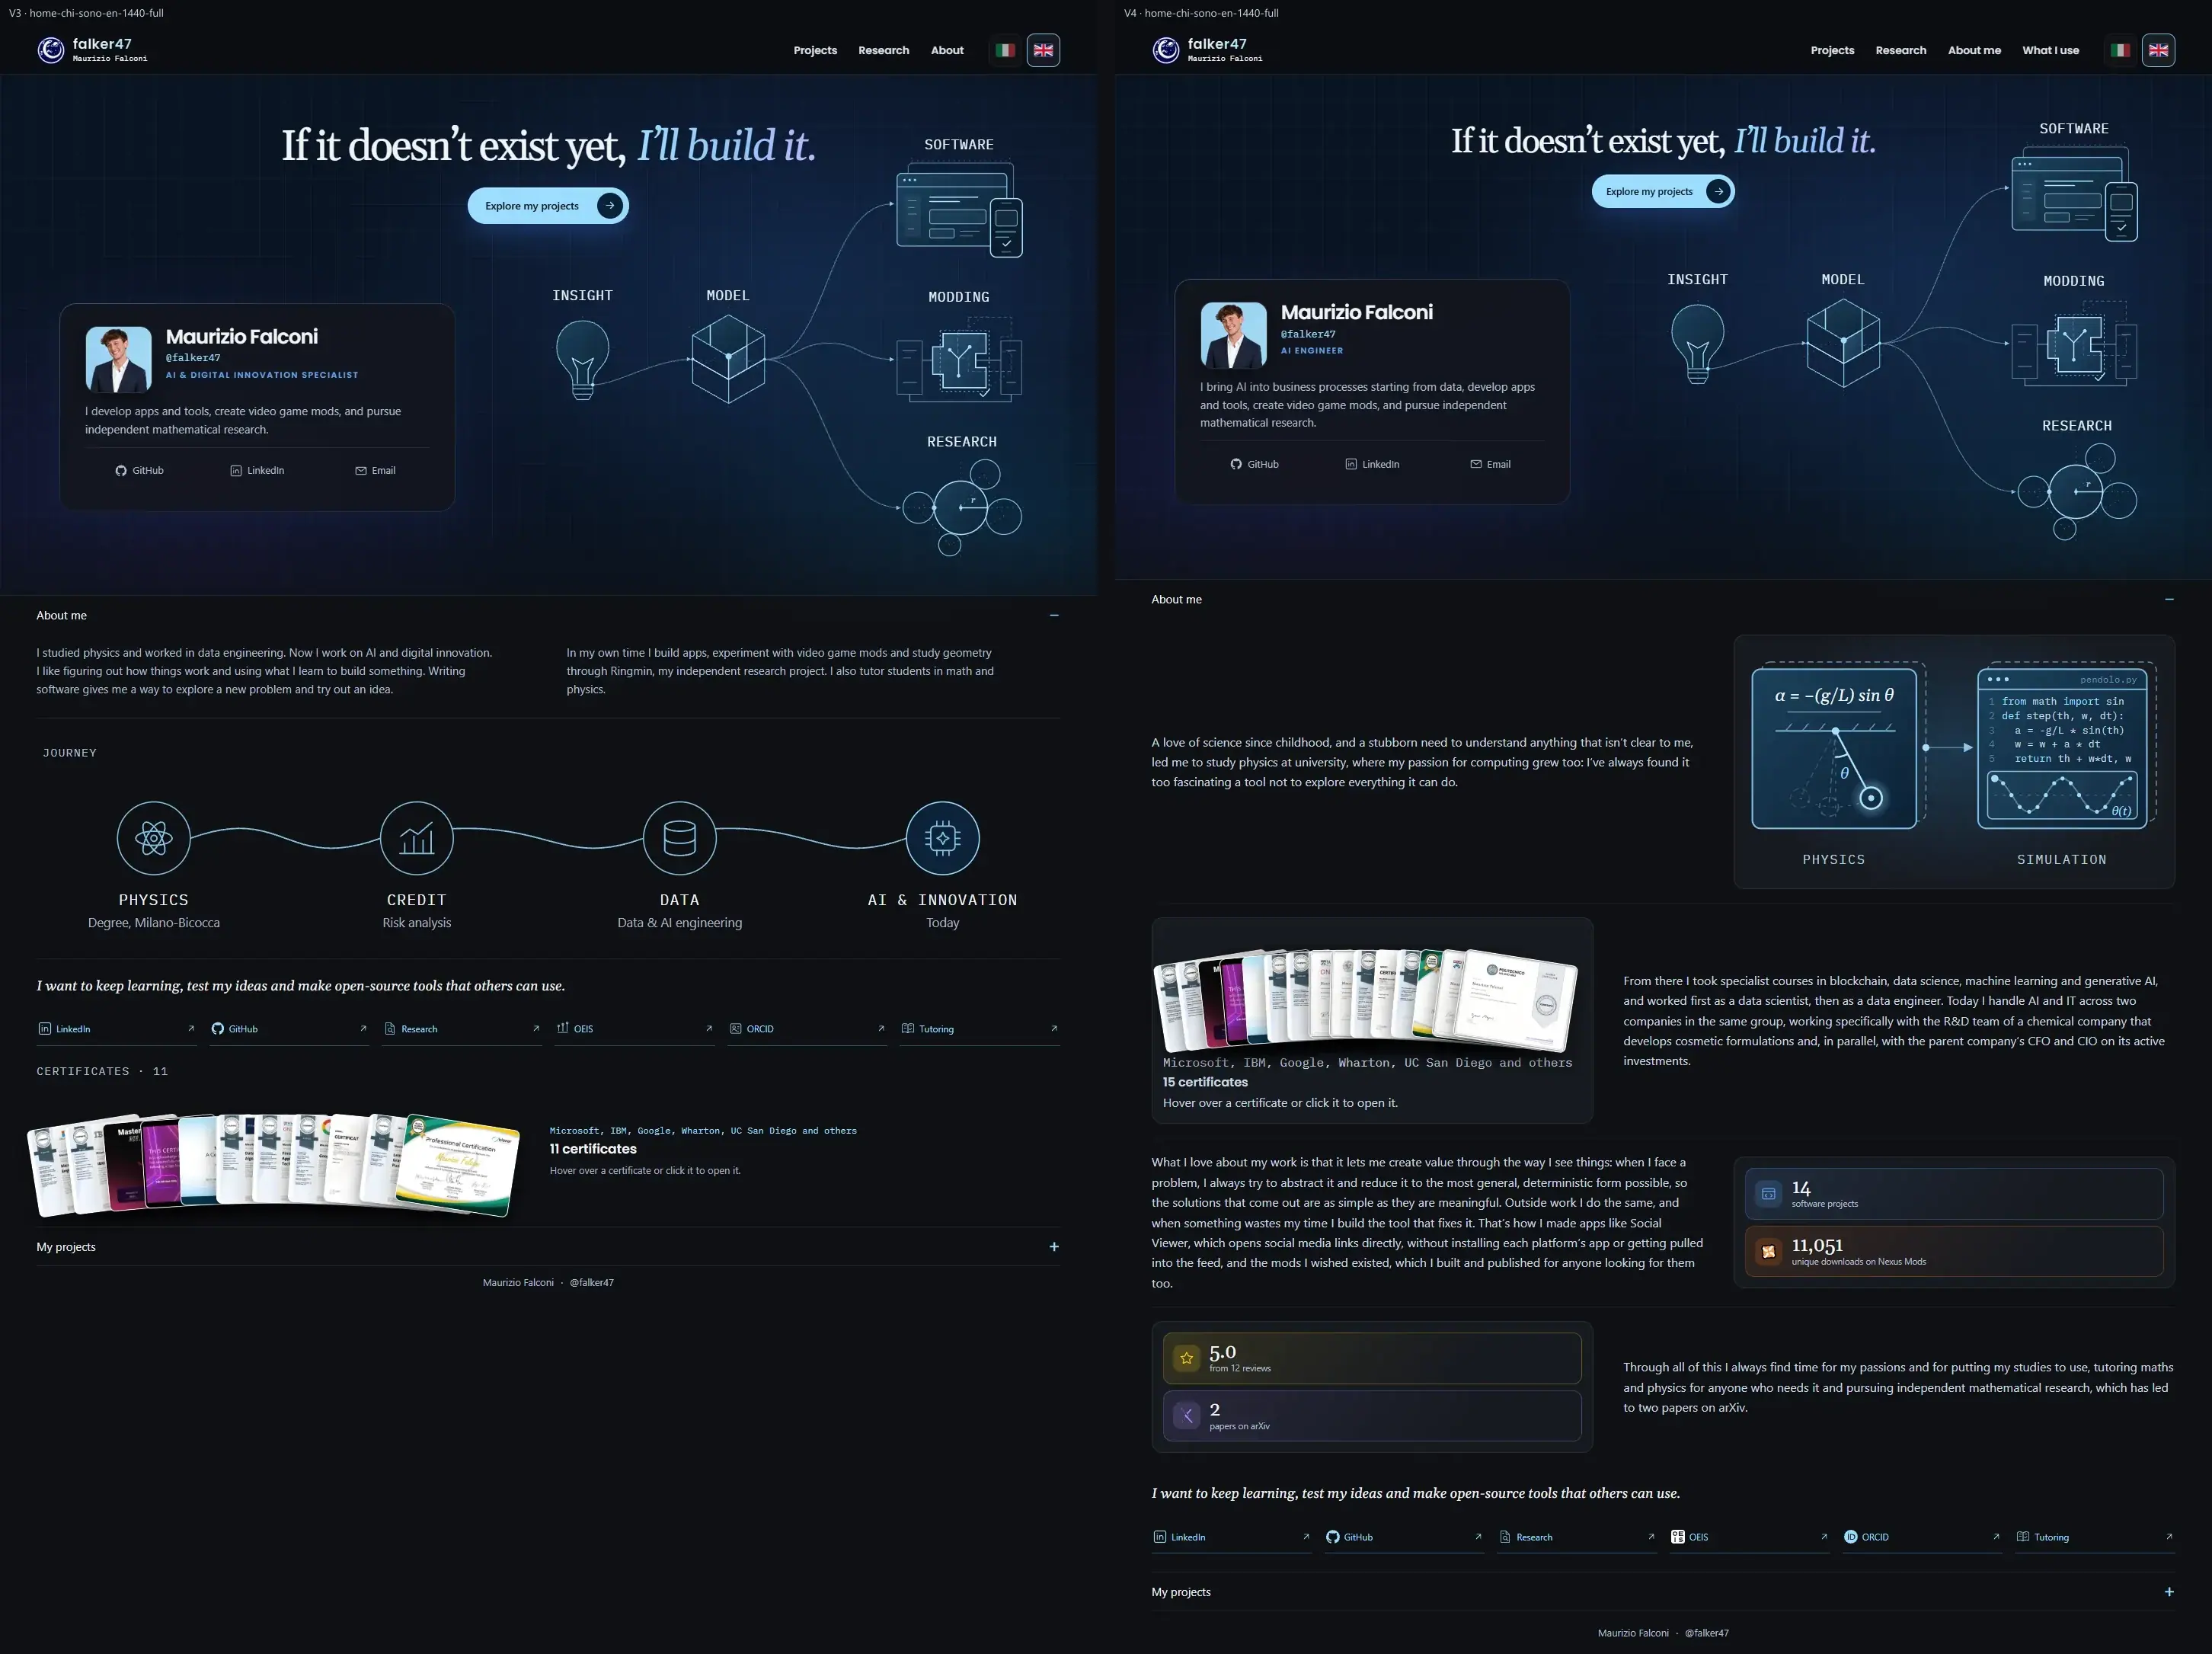 V3 · home-chi-sono-en-1440-full
falker47
Maurizio Falconi
Projects
Research
About
If it doesn’t exist yet, I’ll build it.
Explore my projects
SOFTWARE
INSIGHT
MODEL
MODDING
RESEARCH
r
Maurizio Falconi
@falker47
AI & DIGITAL INNOVATION SPECIALIST
I develop apps and tools, create video game mods, and pursue
independent mathematical research.
GitHub
LinkedIn
Email
About me
I studied physics and worked in data engineering. Now I work on AI and digital innovation.
I like figuring out how things work and using what I learn to build something. Writing
software gives me a way to explore a new problem and try out an idea.
In my own time I build apps, experiment with video game mods and study geometry
through Ringmin, my independent research project. I also tutor students in math and
physics.
JOURNEY
PHYSICS
Degree, Milano-Bicocca
CREDIT
Risk analysis
DATA
Data & AI engineering
AI & INNOVATION
Today
I want to keep learning, test my ideas and make open-source tools that others can use.
LinkedIn
GitHub
Research
OEIS
ORCID
Tutoring
CERTIFICATES · 11
Professional Certification
Microsoft, IBM, Google, Wharton, UC San Diego and others
11 certificates
Hover over a certificate or click it to open it.
My projects
Maurizio Falconi · @falker47
V4 · home-chi-sono-en-1440-full
falker47
Maurizio Falconi
Projects
Research
About me
What I use
If it doesn’t exist yet, I’ll build it.
Explore my projects
SOFTWARE
INSIGHT
MODEL
MODDING
RESEARCH
r
Maurizio Falconi
@falker47
AI ENGINEER
I bring AI into business processes starting from data, develop apps
and tools, create video game mods, and pursue independent
mathematical research.
GitHub
LinkedIn
Email
About me
A love of science since childhood, and a stubborn need to understand anything that isn’t clear to me,
led me to study physics at university, where my passion for computing grew too: I’ve always found it
too fascinating a tool not to explore everything it can do.
α = −(g/L) sin θ
θ
PHYSICS
pendolo.py
1 from math import sin
2 def step(th, w, dt):
3 a = -g/L * sin(th)
4 w = w + a * dt
5 return th + w*dt, w
θ(t)
SIMULATION
POLITECNICO
Microsoft, IBM, Google, Wharton, UC San Diego and others
15 certificates
Hover over a certificate or click it to open it.
From there I took specialist courses in blockchain, data science, machine learning and generative AI,
and worked first as a data scientist, then as a data engineer. Today I handle AI and IT across two
companies in the same group, working specifically with the R&D team of a chemical company that
develops cosmetic formulations and, in parallel, with the parent company’s CFO and CIO on its active
investments.
What I love about my work is that it lets me create value through the way I see things: when I face a
problem, I always try to abstract it and reduce it to the most general, deterministic form possible, so
the solutions that come out are as simple as they are meaningful. Outside work I do the same, and
when something wastes my time I build the tool that fixes it. That’s how I made apps like Social
Viewer, which opens social media links directly, without installing each platform’s app or getting pulled
into the feed, and the mods I wished existed, which I built and published for anyone looking for them
too.
14
software projects
11,051
unique downloads on Nexus Mods
5.0
from 12 reviews
2
papers on arXiv
Through all of this I always find time for my passions and for putting my studies to use, tutoring maths
and physics for anyone who needs it and pursuing independent mathematical research, which has led
to two papers on arXiv.
I want to keep learning, test my ideas and make open-source tools that others can use.
LinkedIn
GitHub
Research
OEIS
ORCID
Tutoring
My projects
Maurizio Falconi · @falker47